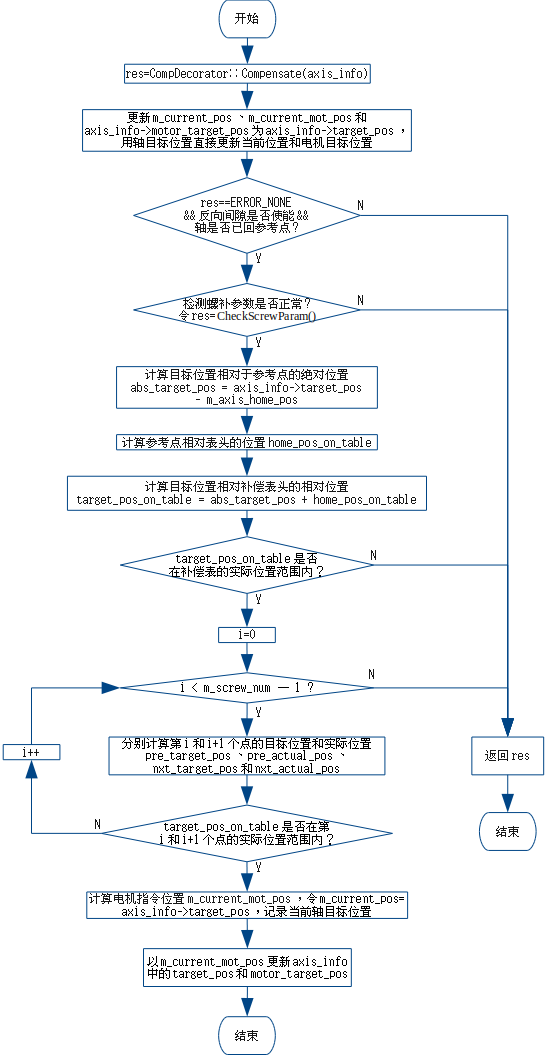 开始
res=CompDecorator::Compensate(axis_info)
更新m_current_pos、m_current_mot_pos和
axis_info->motor_target_pos为axis_info->target_pos，
用轴目标位置直接更新当前位置和电机目标位置
res==ERROR_NONE
&&反向间隙是否使能&&
轴是否已回参考点？
N
Y
检测螺补参数是否正常？
令res=CheckScrewParam()
N
Y
计算目标位置相对于参考点的绝对位置
abs_target_pos = axis_info->target_pos
- m_axis_home_pos
计算参考点相对表头的位置home_pos_on_table
计算目标位置相对补偿表头的相对位置
target_pos_on_table = abs_target_pos + home_pos_on_table
target_pos_on_table是否
在补偿表的实际位置范围内？
N
Y
i=0
i < m_screw_num — 1 ?
N
Y
i++
分别计算第i和i+1个点的目标位置和实际位置
pre_target_pos、pre_actual_pos、
nxt_target_pos和nxt_actual_pos
返回res
target_pos_on_table是否在第
i和i+1个点的实际位置范围内？
N
Y
结束
计算电机指令位置m_current_mot_pos，令m_current_pos=
axis_info->target_pos，记录当前轴目标位置
以m_current_mot_pos更新axis_info
中的target_pos和motor_target_pos
结束